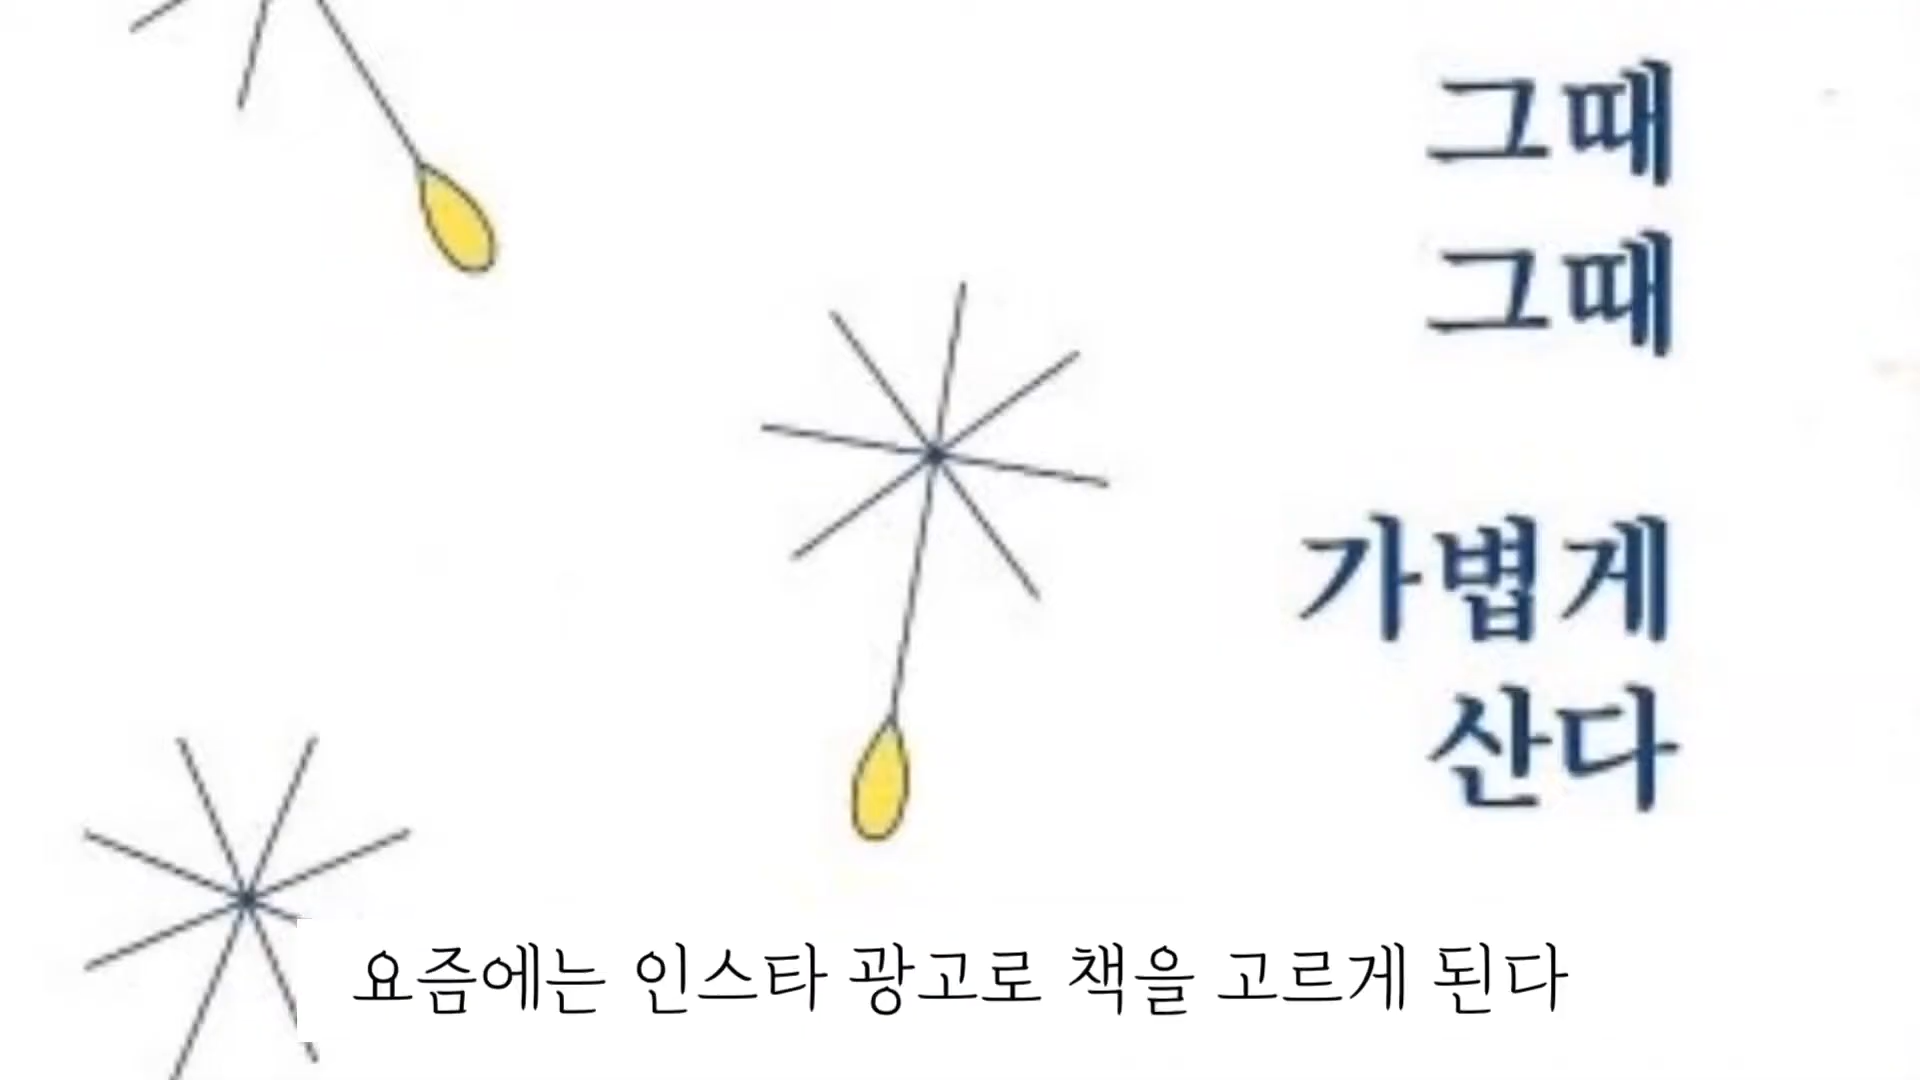 그때
그때
가볍게
산다
요즘에는 인스타 광고로 책을 고르게 된다